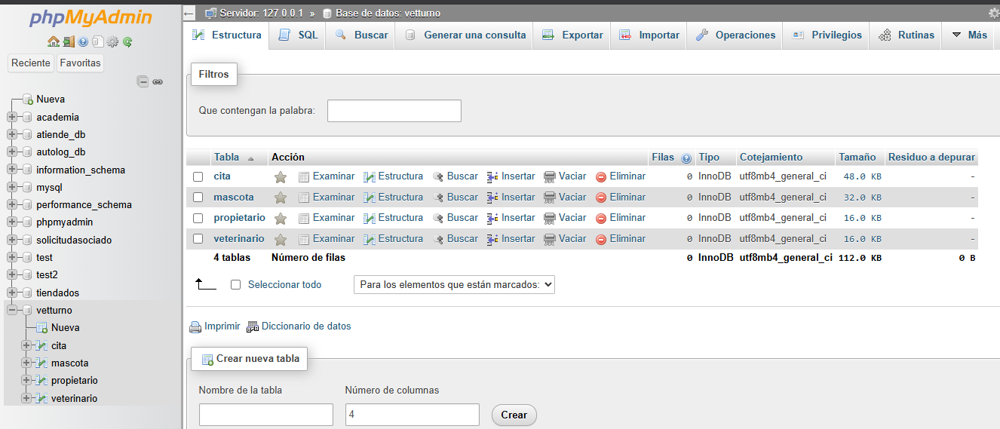 phpMyAdmin
Reciente Favoritas
Nueva
academia
atiende_db
autolog_db
information_schema
mysql
performance_schema
phpmyadmin
solicitudasociado
test
test2
tiendados
vetturno
Nueva
cita
mascota
propietario
veterinario
Servidor: 127.0.0.1 » Base de datos: vetturno
Estructura SQL Buscar Generar una consulta Exportar Importar Operaciones Privilegios Rutinas Más
Filtros
Que contengan la palabra:
Tabla Acción Filas Tipo Cotejamiento Tamaño Residuo a depurar
cita Examinar Estructura Buscar Insertar Vaciar Eliminar 0 InnoDB utf8mb4_general_ci 48.0 KB -
mascota Examinar Estructura Buscar Insertar Vaciar Eliminar 0 InnoDB utf8mb4_general_ci 32.0 KB -
propietario Examinar Estructura Buscar Insertar Vaciar Eliminar 0 InnoDB utf8mb4_general_ci 16.0 KB -
veterinario Examinar Estructura Buscar Insertar Vaciar Eliminar 0 InnoDB utf8mb4_general_ci 16.0 KB -
4 tablas Número de filas 0 InnoDB utf8mb4_general_ci 112.0 KB 0 B
Seleccionar todo Para los elementos que están marcados:
Imprimir Diccionario de datos
Crear nueva tabla
Nombre de la tabla Número de columnas
4 Crear